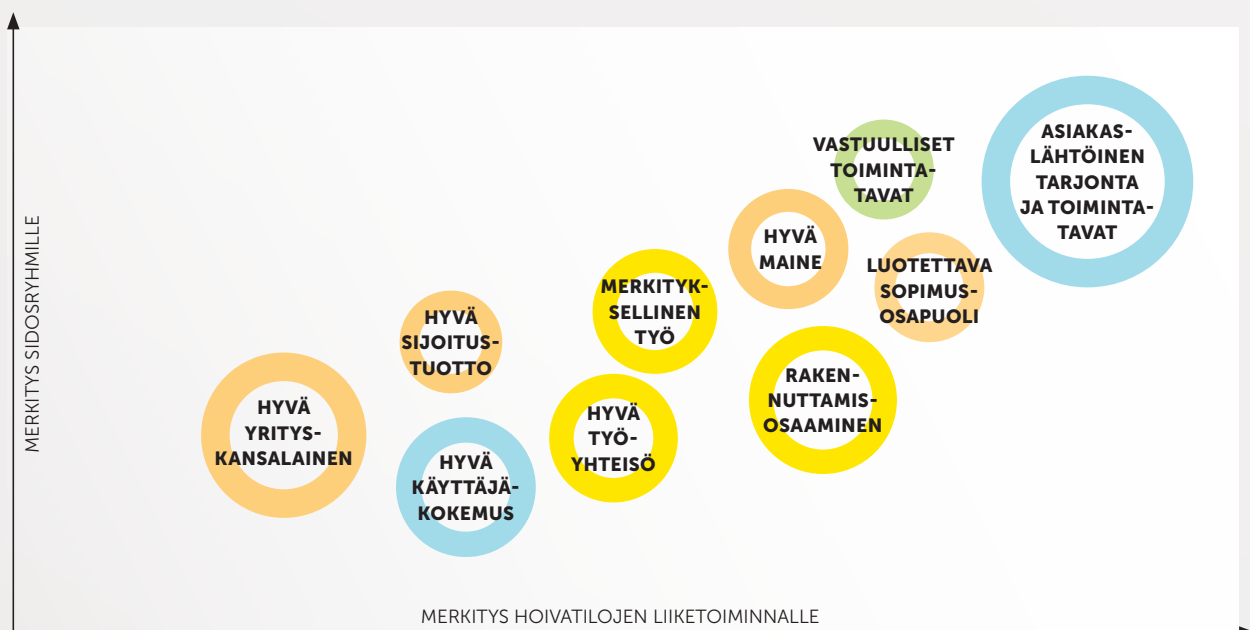 MERKITYS SIDOSRYHMILLE
HYVÄ
YRITYS-
KANSALAINEN
HYVÄ
SIJOITUS-
TUOTTO
HYVÄ
KÄYTTÄJÄ-
KOKEMUS
HYVÄ
TYÖ-
YHTEISÖ
MERKITYK-
SELLINEN
TYÖ
HYVÄ
MAINE
RAKEN-
NUTTAMIS-
OSAAMINEN
VASTUULLISET
TOIMINTA-
TAVAT
LUOTETTAVA
SOPIMUS-
OSAPUOLI
ASIAKAS-
LÄHTÖINEN
TARJONTA
JA TOIMINTA-
TAVAT
MERKITYS HOIVATILOJEN LIIKETOIMINNALLE